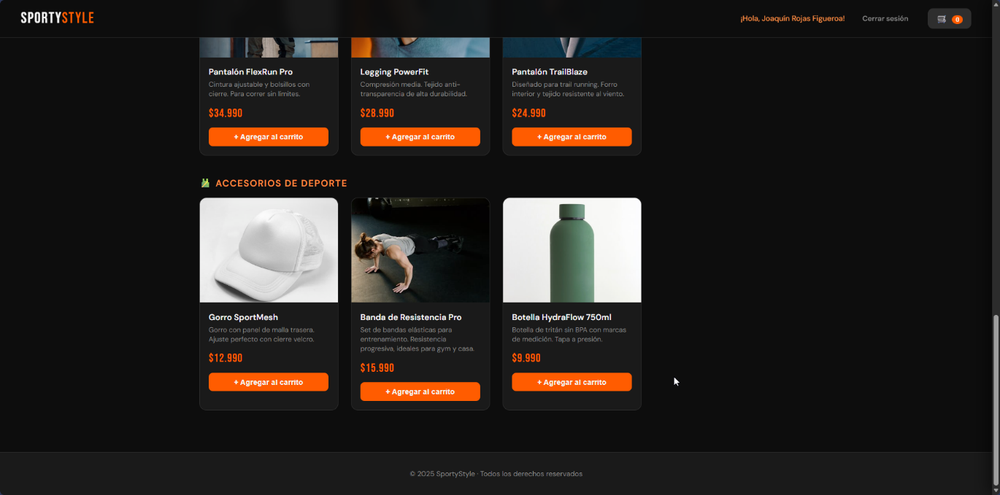 SPORTYSTYLE
¡Hola, Joaquín Rojas Figueroa!
Cerrar sesión
0
Pantalón FlexRun Pro
Cintura ajustable y bolsillos con
cierre. Para correr sin límites.
$34.990
+ Agregar al carrito
Legging PowerFit
Compresión media. Tejido anti-
transparencia de alta durabilidad.
$28.990
+ Agregar al carrito
Pantalón TrailBlaze
Diseñado para trail running. Forro
interior y tejido resistente al viento.
$24.990
+ Agregar al carrito
ACCESORIOS DE DEPORTE
Gorro SportMesh
Gorro con panel de malla trasera.
Ajuste perfecto con cierre velcro.
$12.990
+ Agregar al carrito
Banda de Resistencia Pro
Set de bandas elásticas para
entrenamiento. Resistencia
progresiva, ideales para gym y casa.
$15.990
+ Agregar al carrito
Botella HydraFlow 750ml
Botella de tritán sin BPA con marcas
de medición. Tapa a presión.
$9.990
+ Agregar al carrito
© 2025 SportyStyle · Todos los derechos reservados